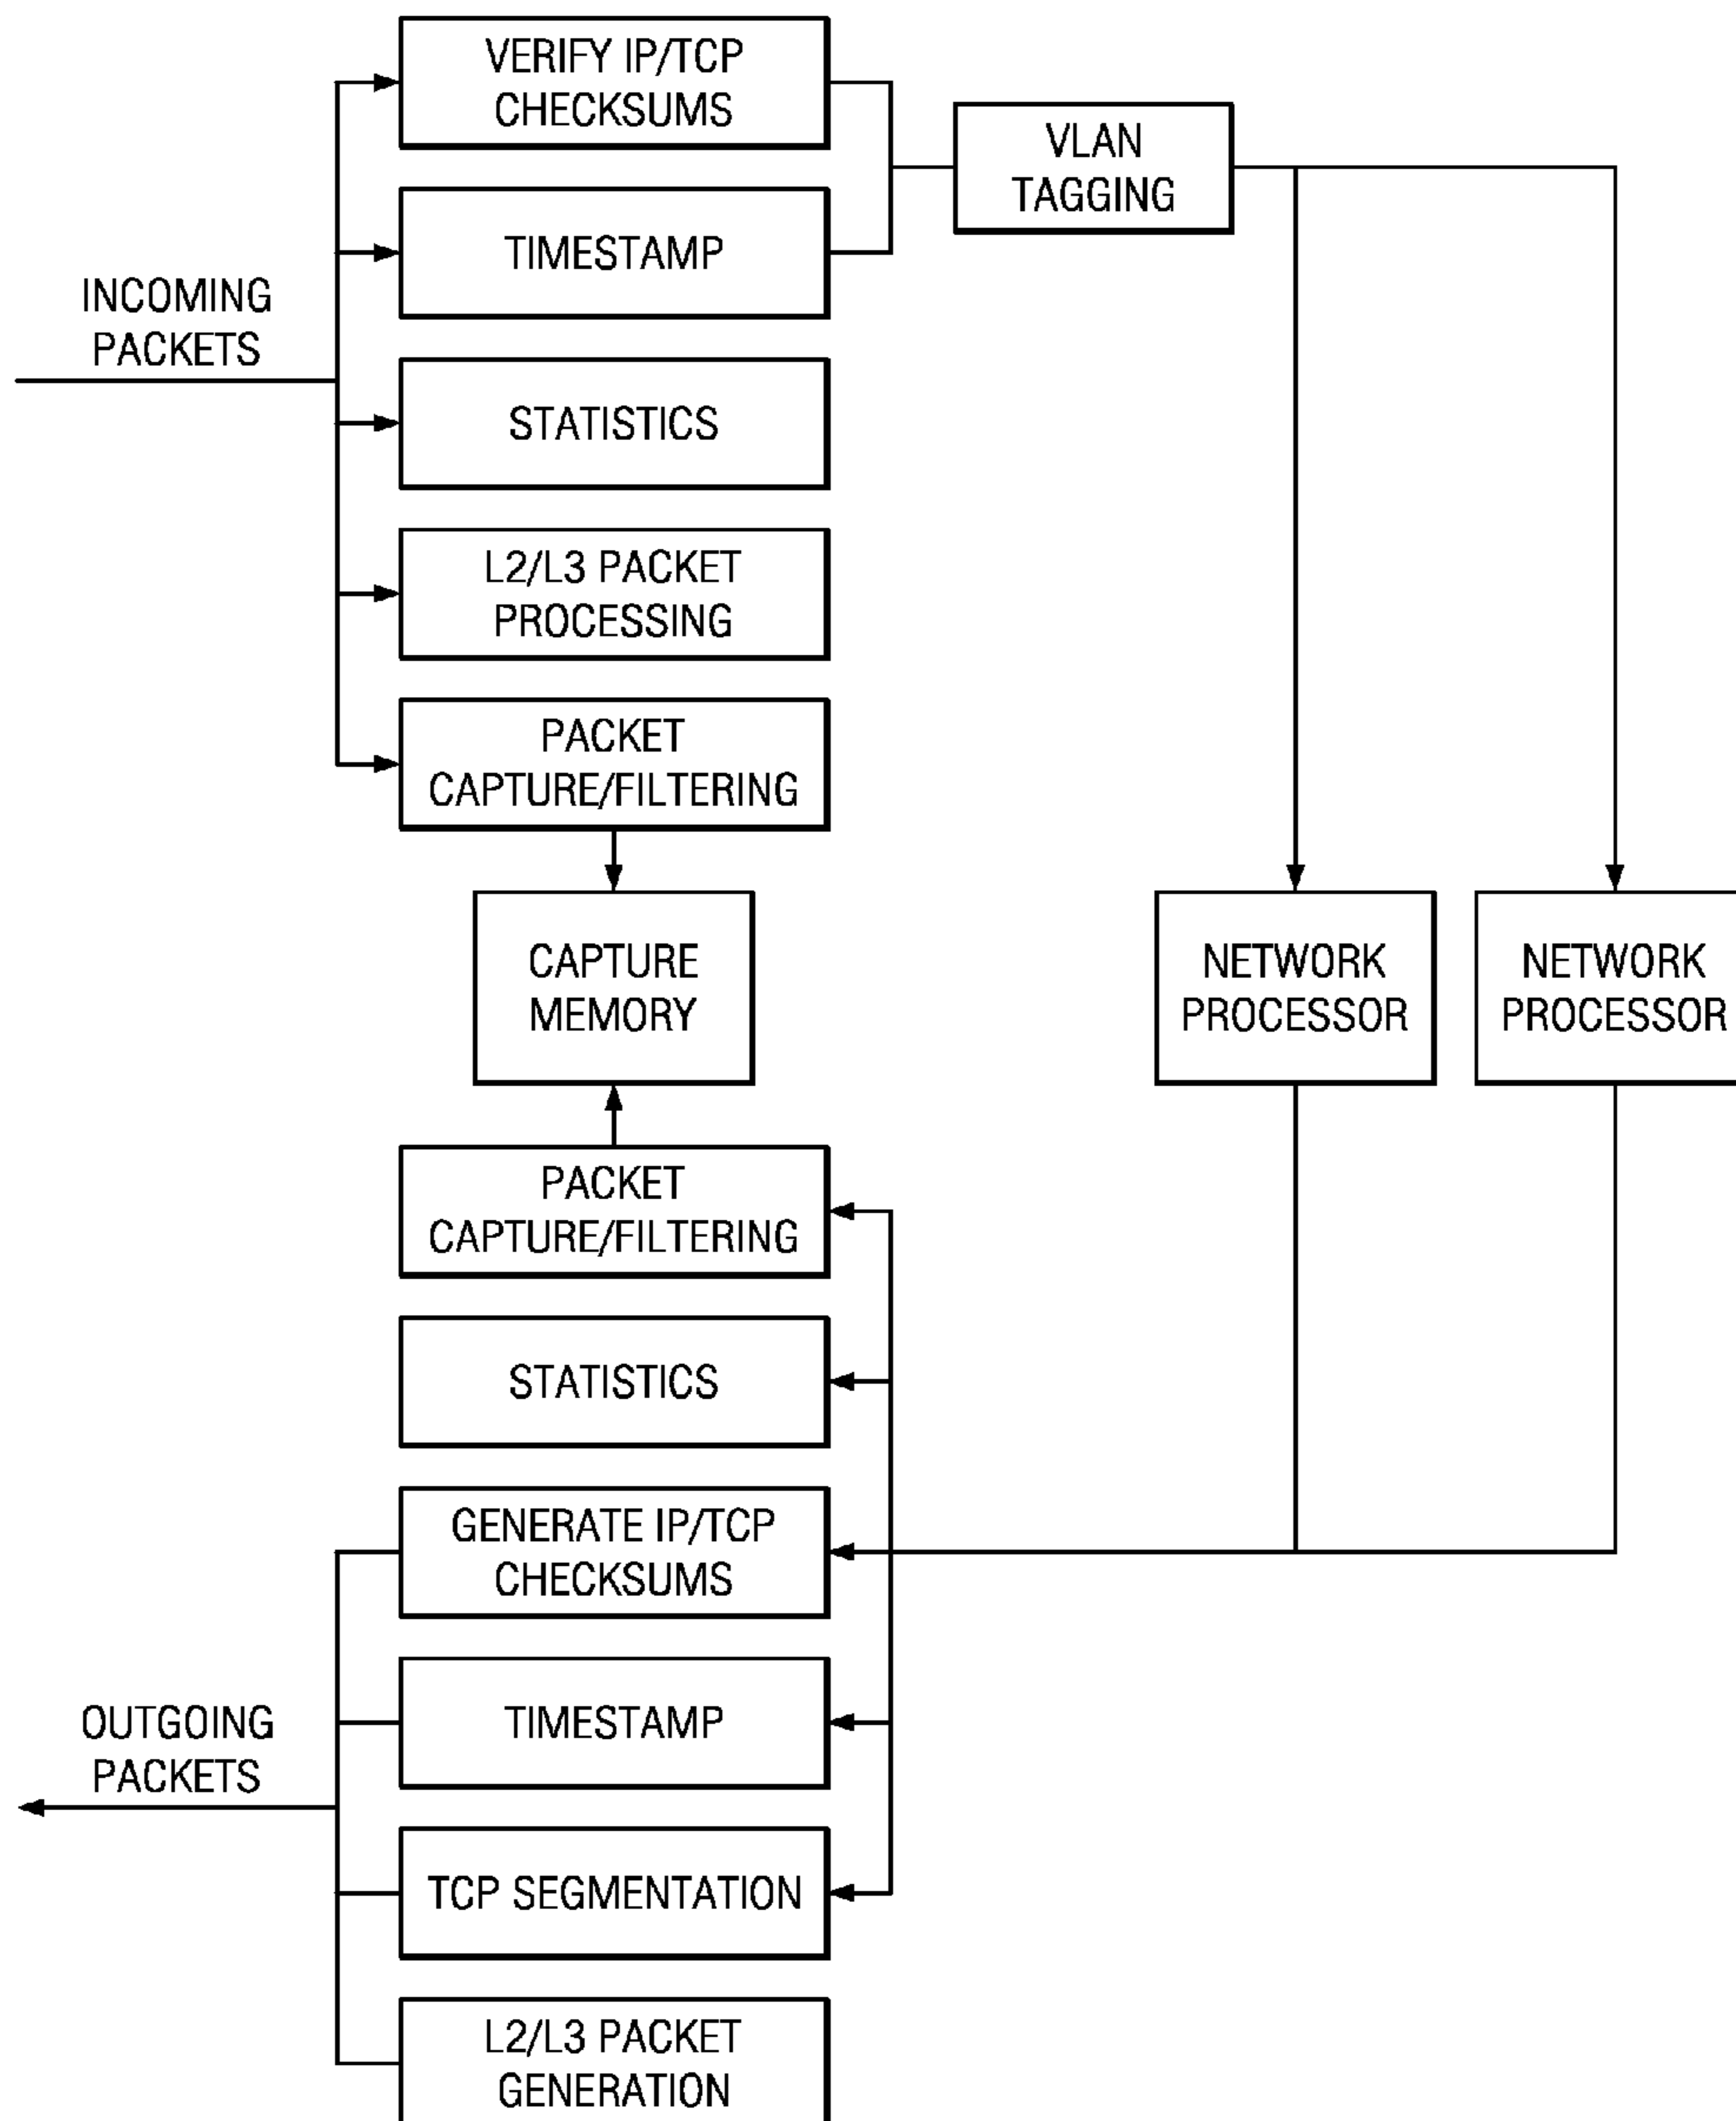 VERIFY IP/TCP
CHECKSUMS
VLAN
TAGGING
TIMESTAMP
INCOMING
PACKETS
STATISTICS
L2/L3 PACKET
PROCESSING
PACKET
CAPTURE/FILTERING
CAPTURE
MEMORY
NETWORK
PROCESSOR
NETWORK
PROCESSOR
PACKET
CAPTURE/FILTERING
STATISTICS
GENERATE IP/TCP
CHECKSUMS
TIMESTAMP
OUTGOING
PACKETS
TCP SEGMENTATION
L2/L3 PACKET
GENERATION